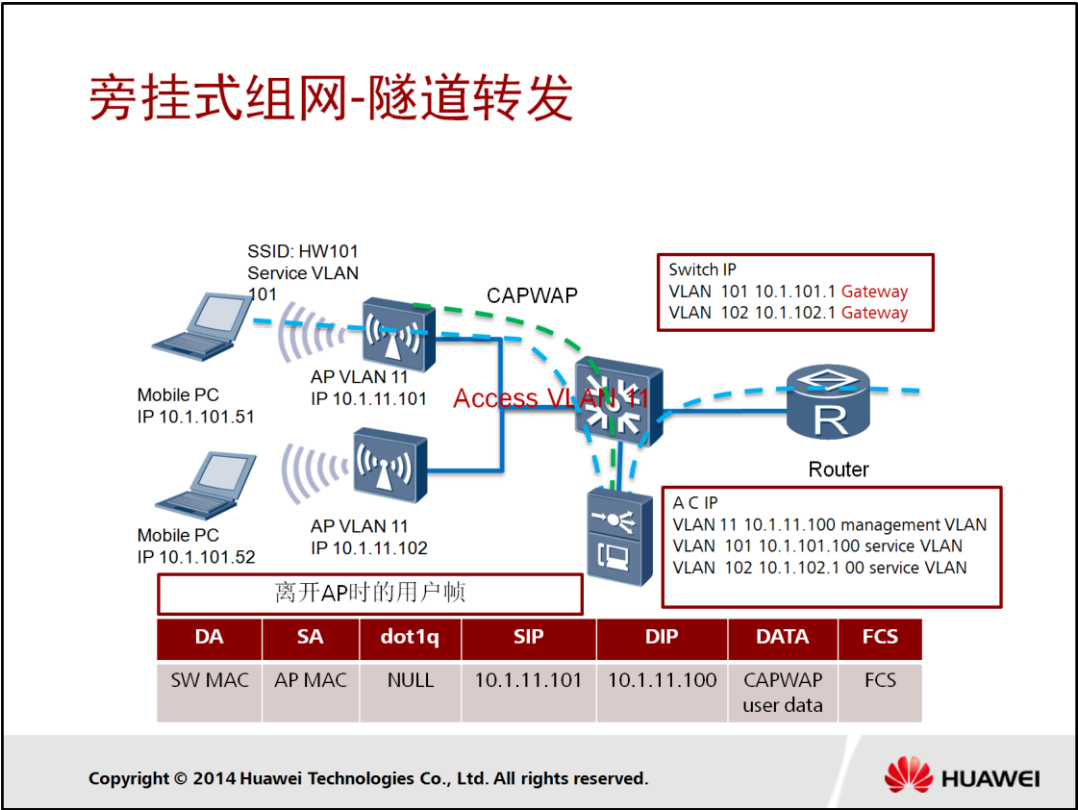 旁挂式组网-隧道转发
SSID: HW101
Service VLAN
101
CAPWAP
Switch IP
VLAN 101 10.1.101.1 Gateway
VLAN 102 10.1.102.1 Gateway
Mobile PC
IP 10.1.101.51
AP VLAN 11
IP 10.1.11.101
Access VLAN 11
R
Router
Mobile PC
IP 10.1.101.52
AP VLAN 11
IP 10.1.11.102
A C IP
VLAN 11 10.1.11.100 management VLAN
VLAN 101 10.1.101.100 service VLAN
VLAN 102 10.1.102.1 00 service VLAN
离开AP时的用户帧
DA SA dot1q SIP DIP DATA FCS
SW MAC AP MAC NULL 10.1.11.101 10.1.11.100 CAPWAP FCS
user data
Copyright © 2014 Huawei Technologies Co., Ltd. All rights reserved.
HUAWEI